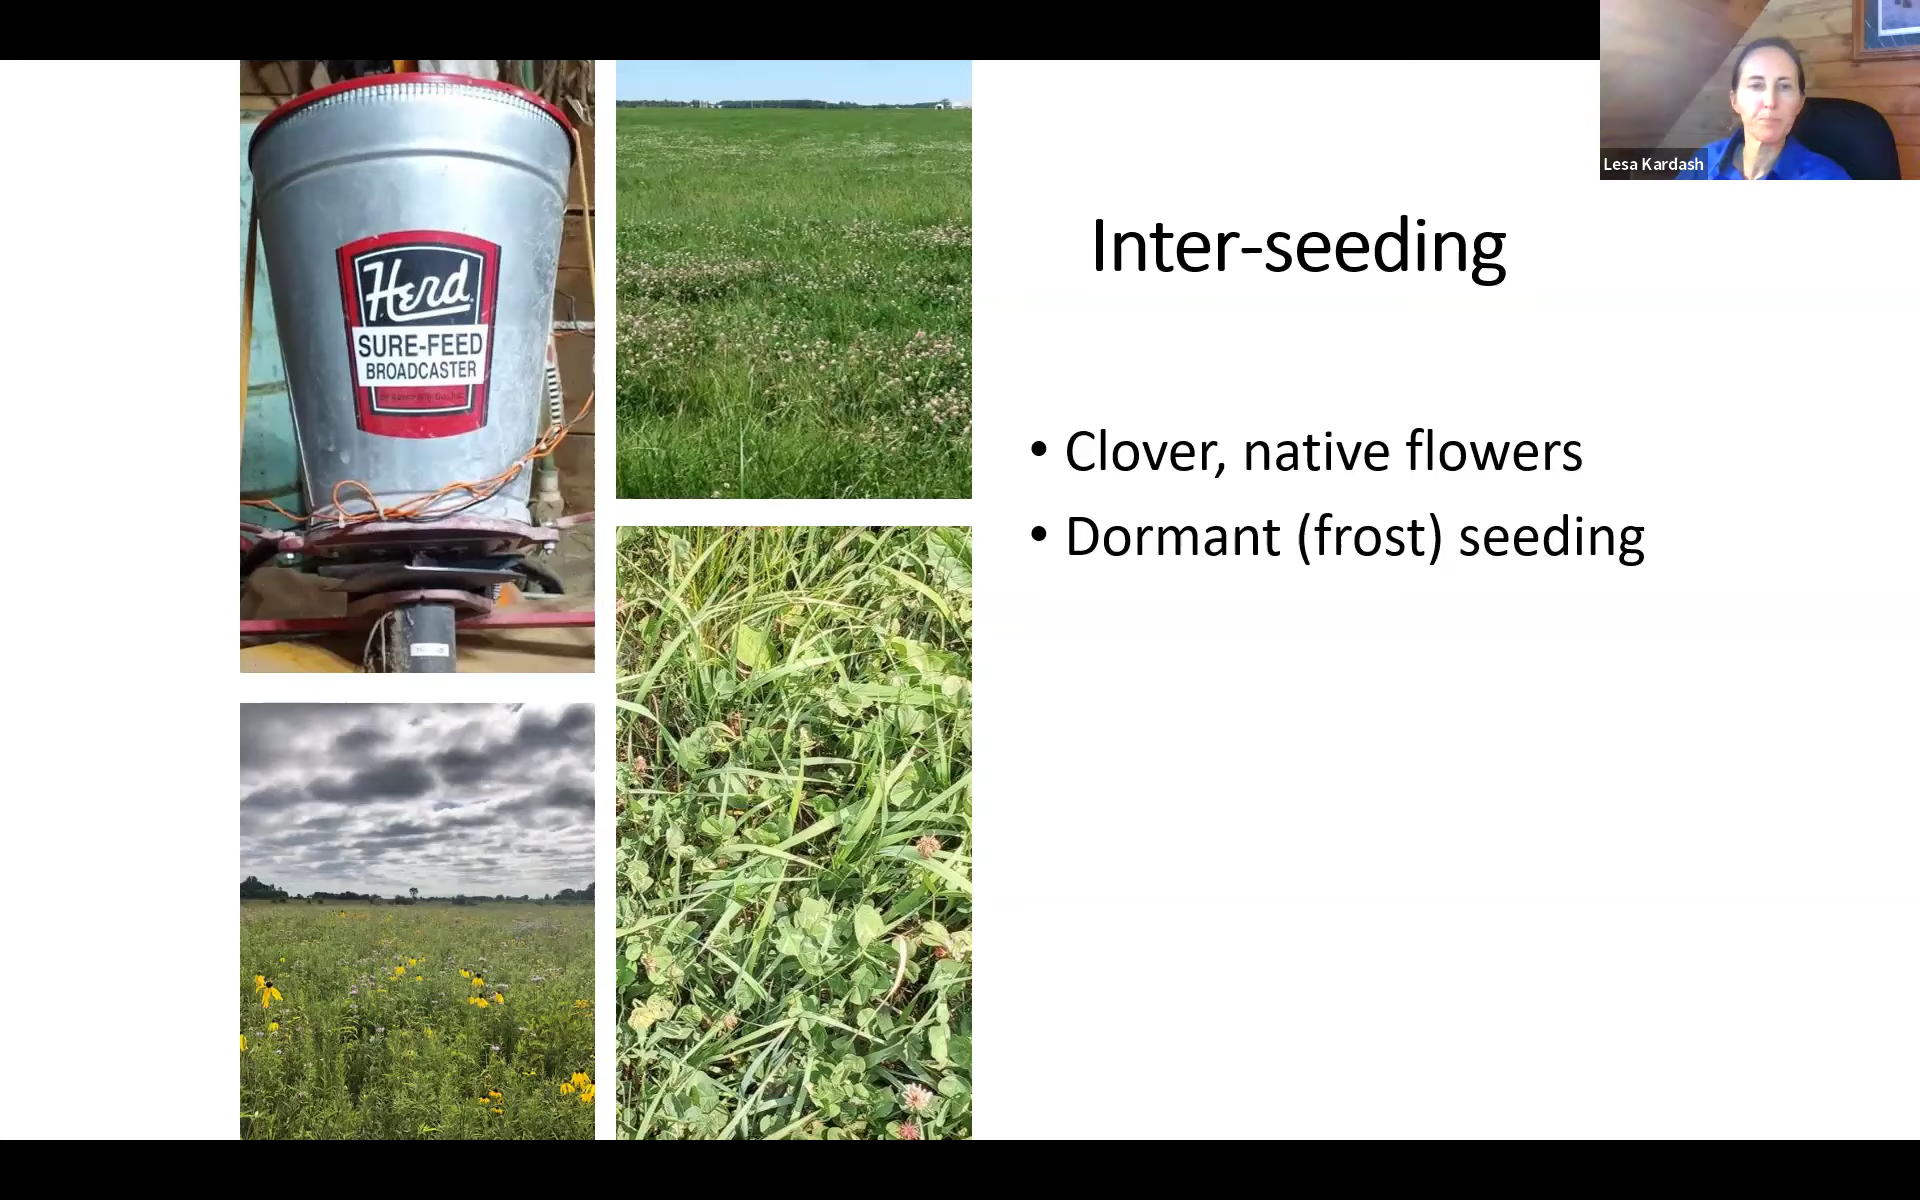 Lesa Kardash
Herd
SURE-FEED
BROADCASTER
Inter-seeding
• Clover, native flowers
• Dormant (frost) seeding